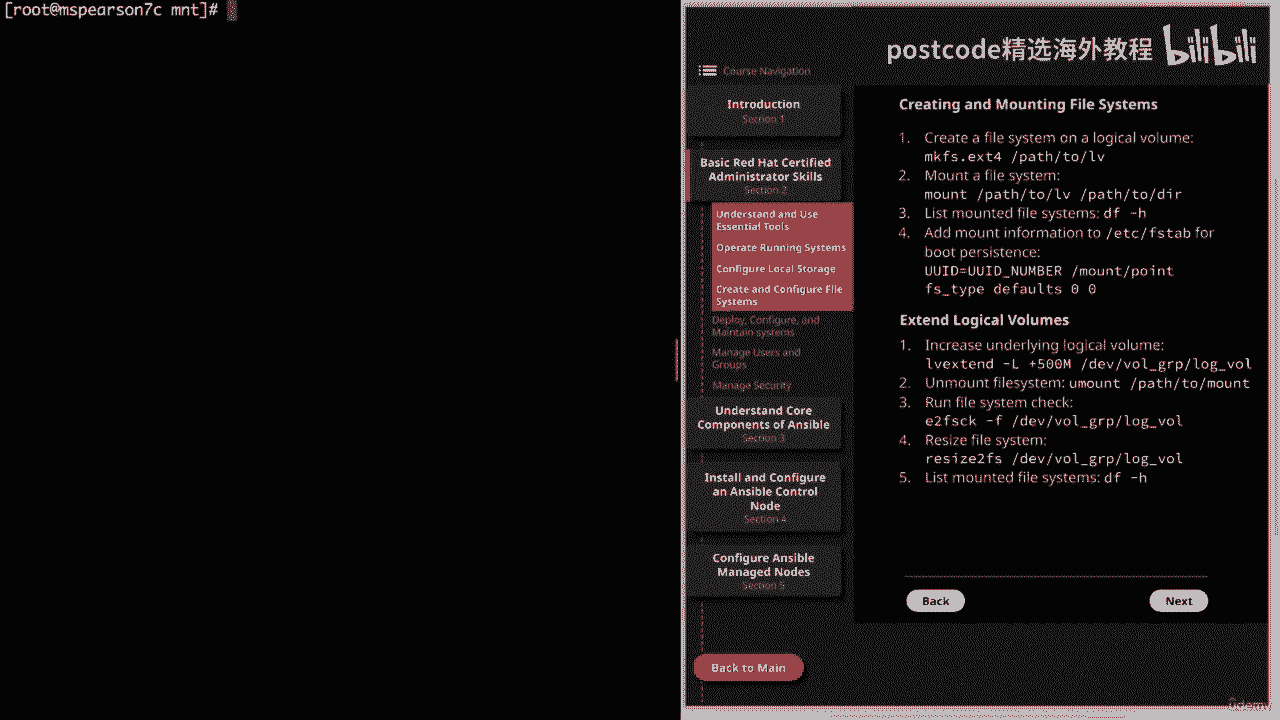 [root@mspearson7c mnt]#
postcode精选海外教程 bilibili
Course Navigation
Introduction
Section 1
Basic Red Hat Certified
Administrator Skills
Section 2
Understand and Use
Essential Tools
Operate Running Systems
Configure Local Storage
Create and Configure File
Systems
Deploy, Configure, and
Maintain systems
Manage Users and
Groups
Manage Security
Understand Core
Components of Ansible
Section 3
Install and Configure
an Ansible Control
Node
Section 4
Configure Ansible
Managed Nodes
Section 5
Back to Main
Creating and Mounting File Systems
1. Create a file system on a logical volume:
mkfs.ext4 /path/to/lv
2. Mount a file system:
mount /path/to/lv /path/to/dir
3. List mounted file systems: df -h
4. Add mount information to /etc/fstab for
boot persistence:
UUID=UUID_NUMBER /mount/point
fs_type defaults 0 0
Extend Logical Volumes
1. Increase underlying logical volume:
lvextend -L +500M /dev/vol_grp/log_vol
2. Unmount filesystem: umount /path/to/mount
3. Run file system check:
e2fsck -f /dev/vol_grp/log_vol
4. Resize file system:
resize2fs /dev/vol_grp/log_vol
5. List mounted file systems: df -h
Back
Next
Udemy